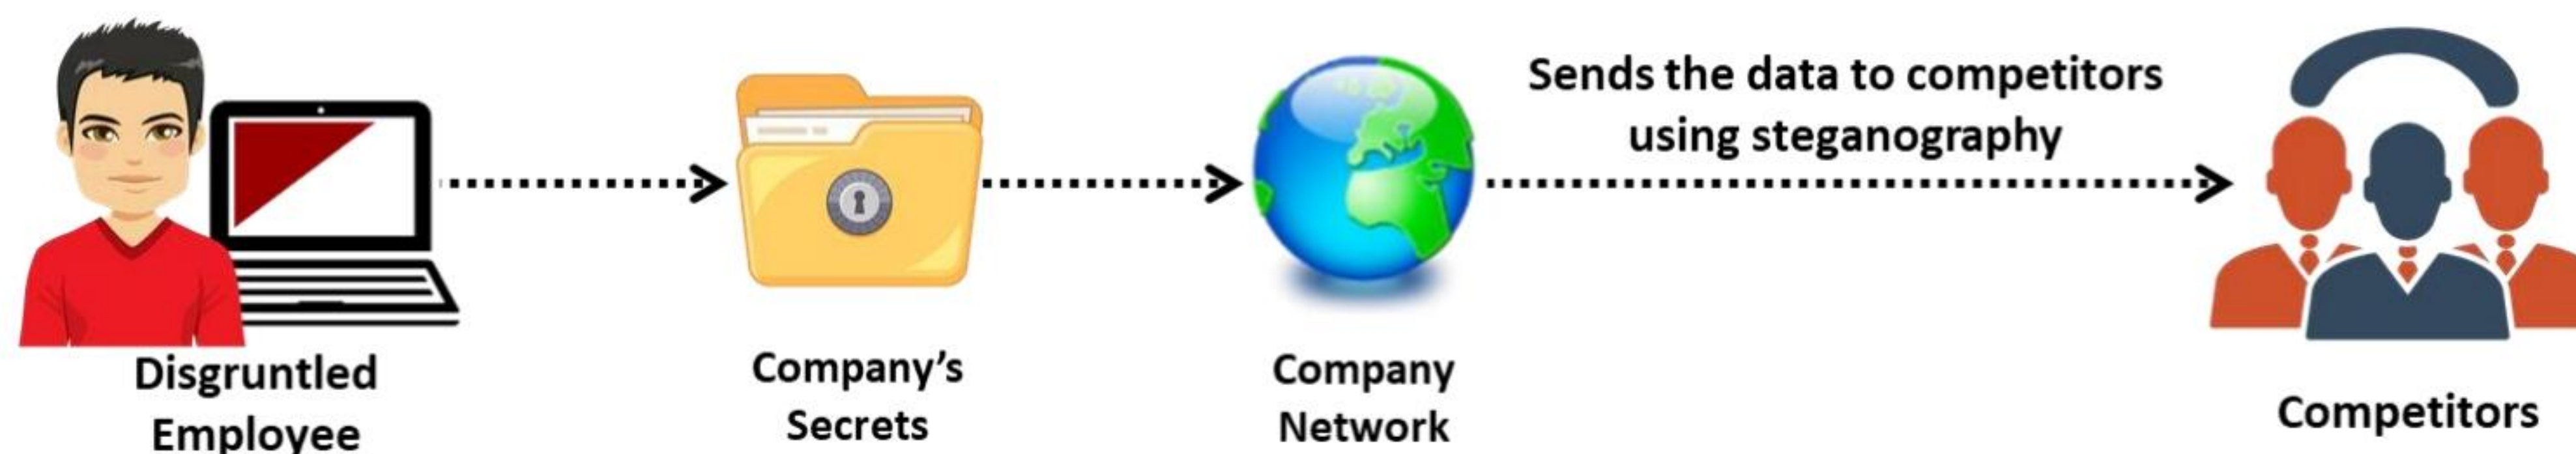 Sends the data to competitors
using steganography
Disgruntled
Employee
Company’s
Secrets
Company
Network
Competitors